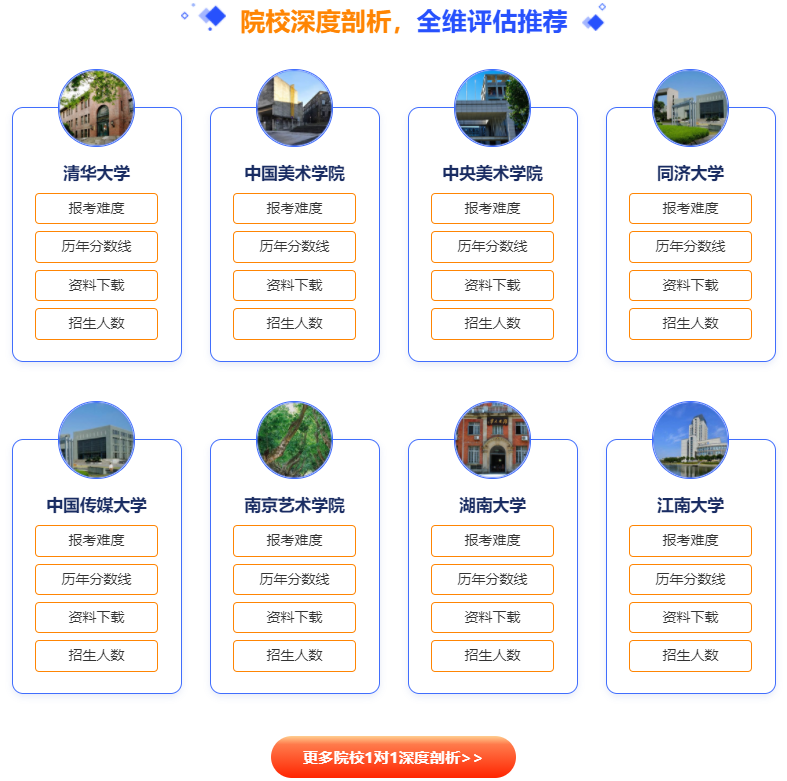 院校深度剖析，全维评估推荐
清华大学
报考难度
历年分数线
资料下载
招生人数
中国美术学院
报考难度
历年分数线
资料下载
招生人数
中央美术学院
报考难度
历年分数线
资料下载
招生人数
同济大学
报考难度
历年分数线
资料下载
招生人数
中国传媒大学
报考难度
历年分数线
资料下载
招生人数
南京艺术学院
报考难度
历年分数线
资料下载
招生人数
湖南大学
报考难度
历年分数线
资料下载
招生人数
江南大学
报考难度
历年分数线
资料下载
招生人数
更多院校1对1深度剖析>>